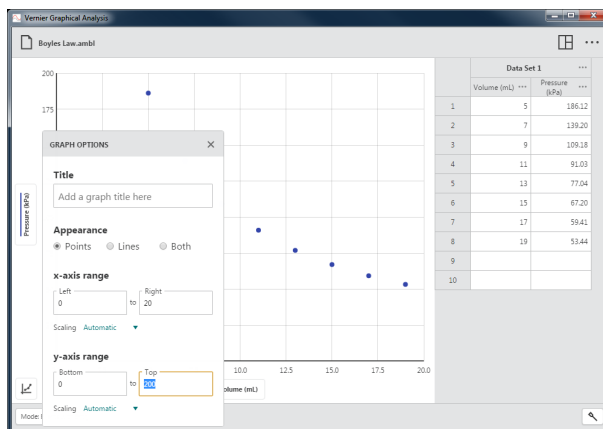 Vernier Graphical Analysis
Boyles Law.ambl
200
175
Pressure (kPa)
GRAPH OPTIONS
Title
Add a graph title here
Appearance
Points Lines Both
x-axis range
Left Right
0 to 20
Scaling Automatic
y-axis range
Bottom Top
0 to 200
Scaling Automatic
10.0 12.5 15.0 17.5 20.0
(mL)
Mode:
Data Set 1
Volume (mL) Pressure (kPa)
1 5 186.12
2 7 139.20
3 9 109.18
4 11 91.03
5 13 77.04
6 15 67.20
7 17 59.41
8 19 53.44
9
10